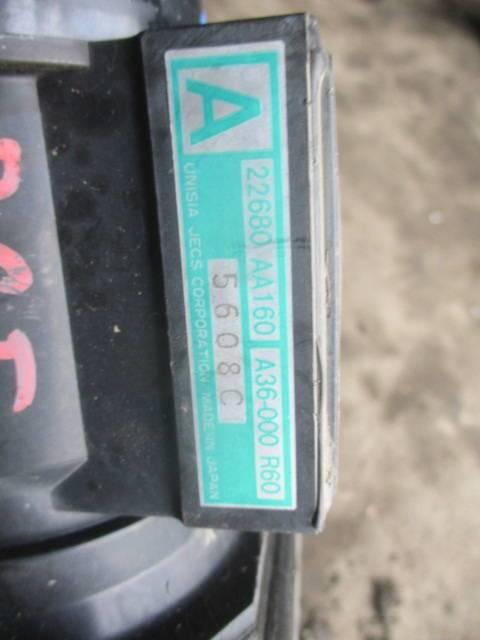 A
22680 AA160 A36-000 R60
5608C
UNISIA JECS CORPORATION MADE IN JAPAN